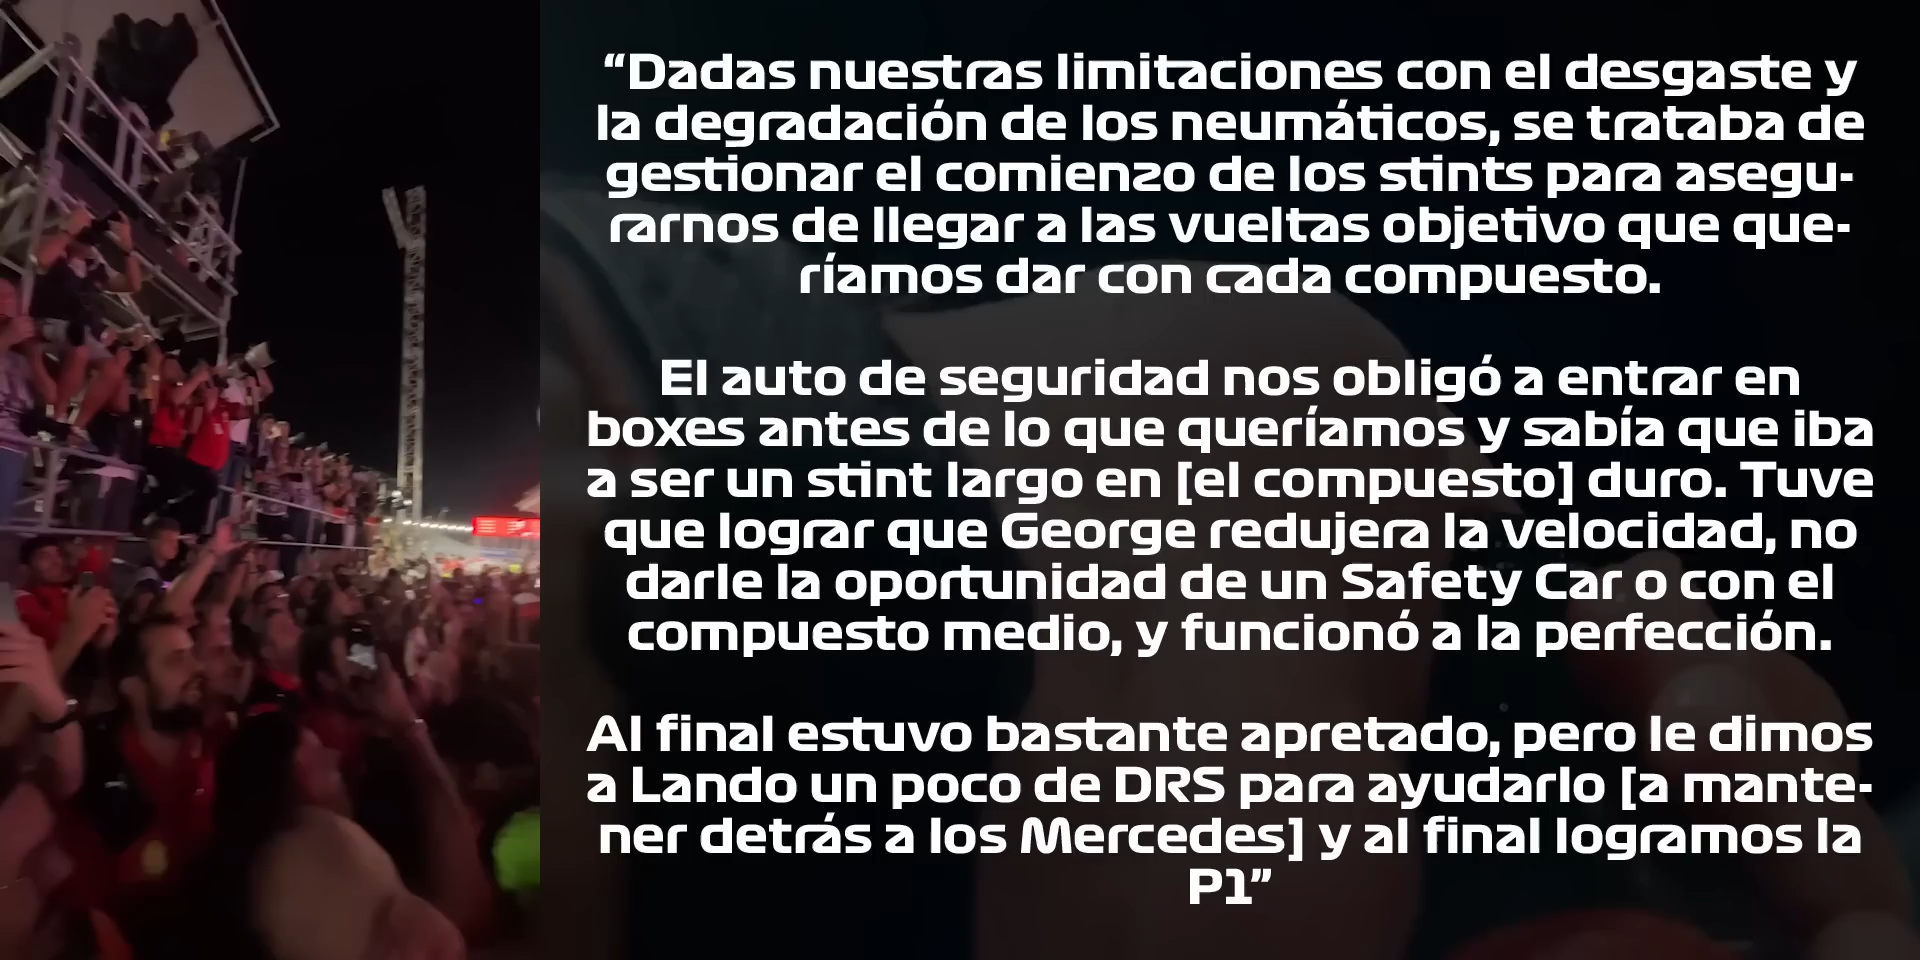 “Dadas nuestras limitaciones con el desgaste y
la degradación de los neumáticos, se trataba de
gestionar el comienzo de los stints para asegu-
rarnos de llegar a las vueltas objetivo que que-
ríamos dar con cada compuesto.
El auto de seguridad nos obligó a entrar en
boxes antes de lo que queríamos y sabía que iba
a ser un stint largo en [el compuesto] duro. Tuve
que lograr que George redujera la velocidad, no
darle la oportunidad de un Safety Car o con el
compuesto medio, y funcionó a la perfección.
Al final estuvo bastante apretado, pero le dimos
a Lando un poco de DRS para ayudarlo [a mante-
ner detrás a los Mercedes] y al final logramos la
P1”